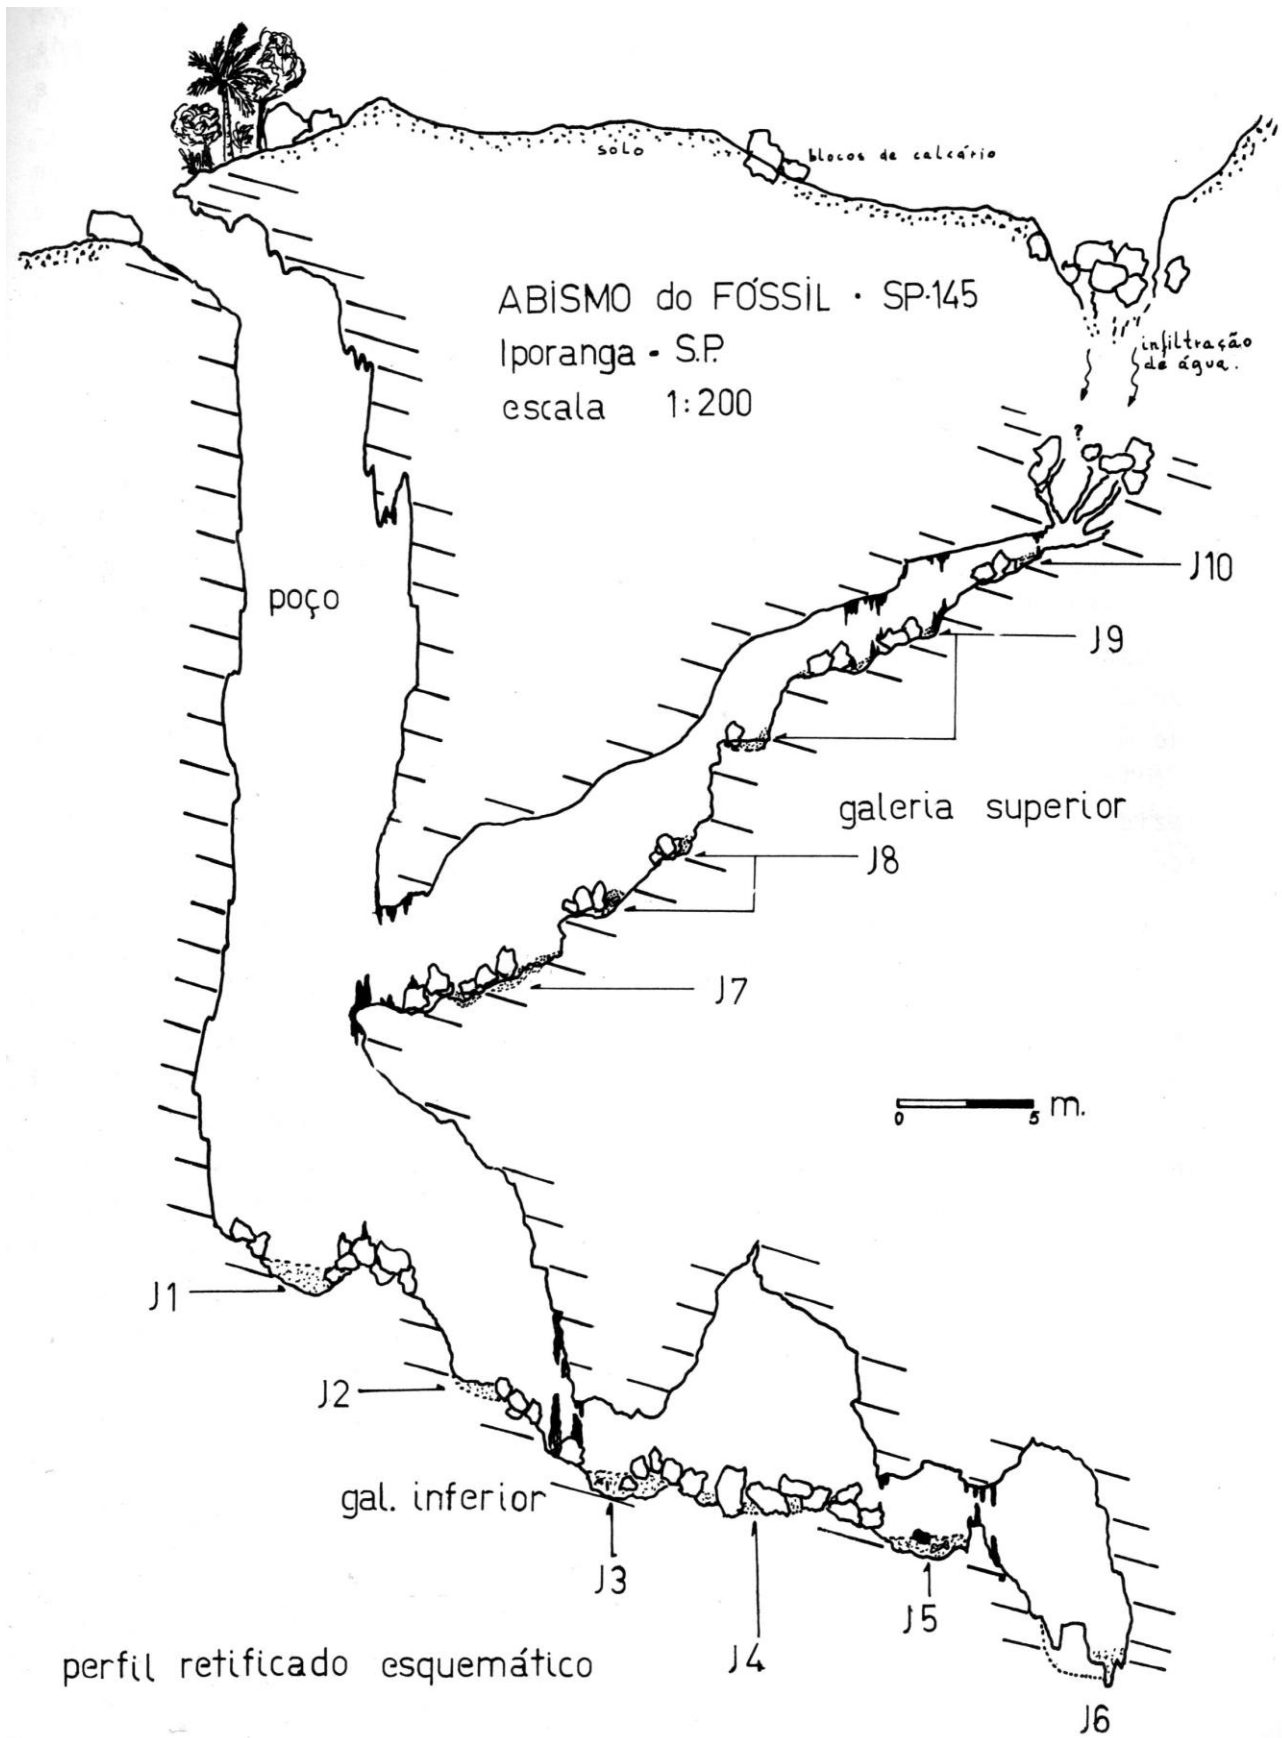 solo
blocos de calcário
ABISMO do FÓSSIL · SP-145
Iporanga - S.P.
escala 1:200
infiltração
de água.
?
poço
J10
J9
galeria superior
J8
J7
0 5 m.
J1
J2
gal. inferior
J3
J5
J4
perfil retificado esquemático
J6